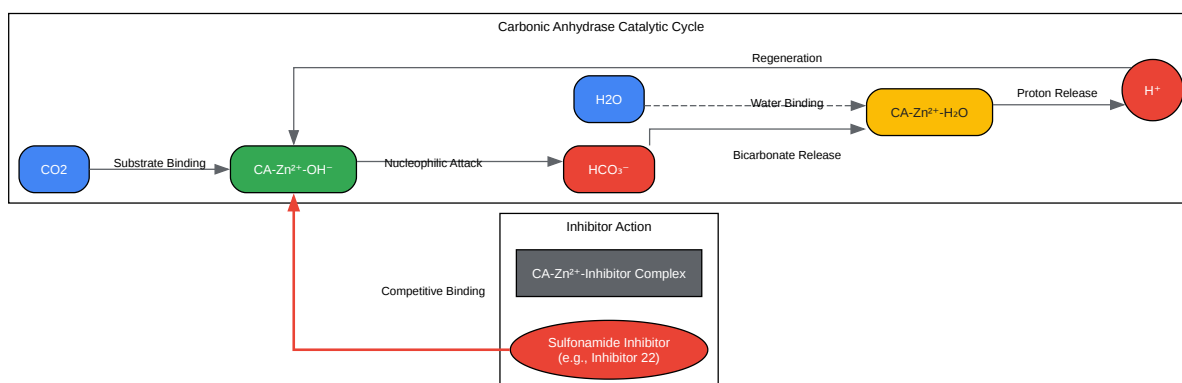 Carbonic Anhydrase Catalytic Cycle
Regeneration
H2O
Water Binding
CA-Zn²⁺-H₂O
Proton Release
H⁺
CO2
Substrate Binding
CA-Zn²⁺-OH⁻
Nucleophilic Attack
HCO₃⁻
Bicarbonate Release
Inhibitor Action
CA-Zn²⁺-Inhibitor Complex
Competitive Binding
Sulfonamide Inhibitor
(e.g., Inhibitor 22)